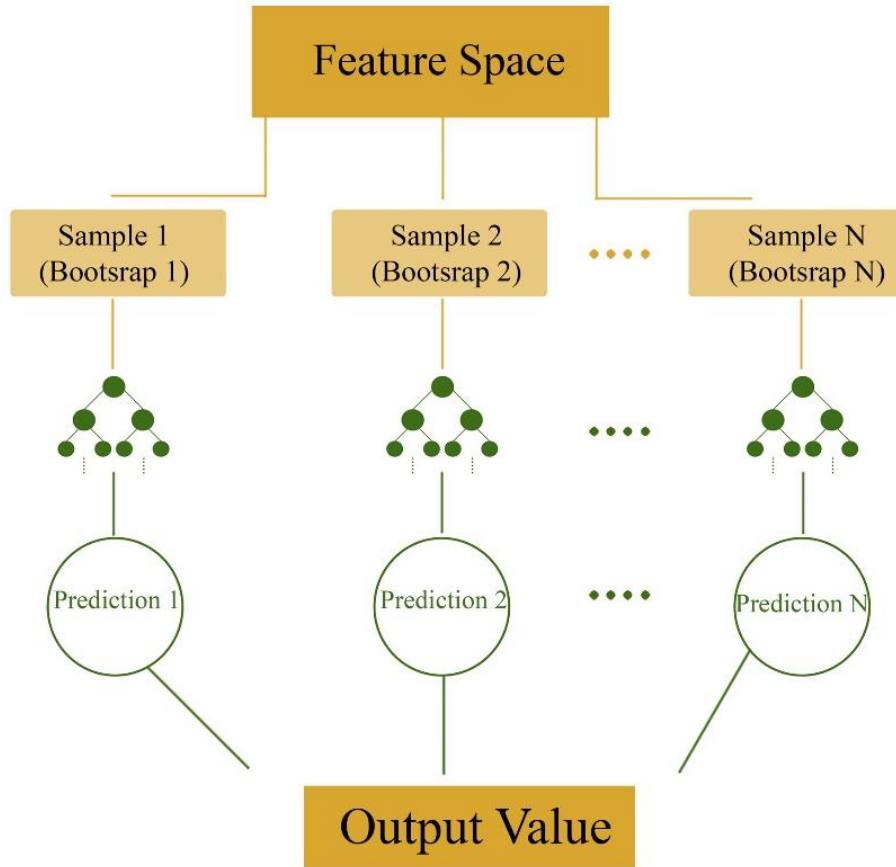 Feature Space
Sample 1
(Bootsrap 1)
Sample 2
(Bootsrap 2)
Sample N
(Bootsrap N)
Prediction 1
Prediction 2
Prediction N
Output Value